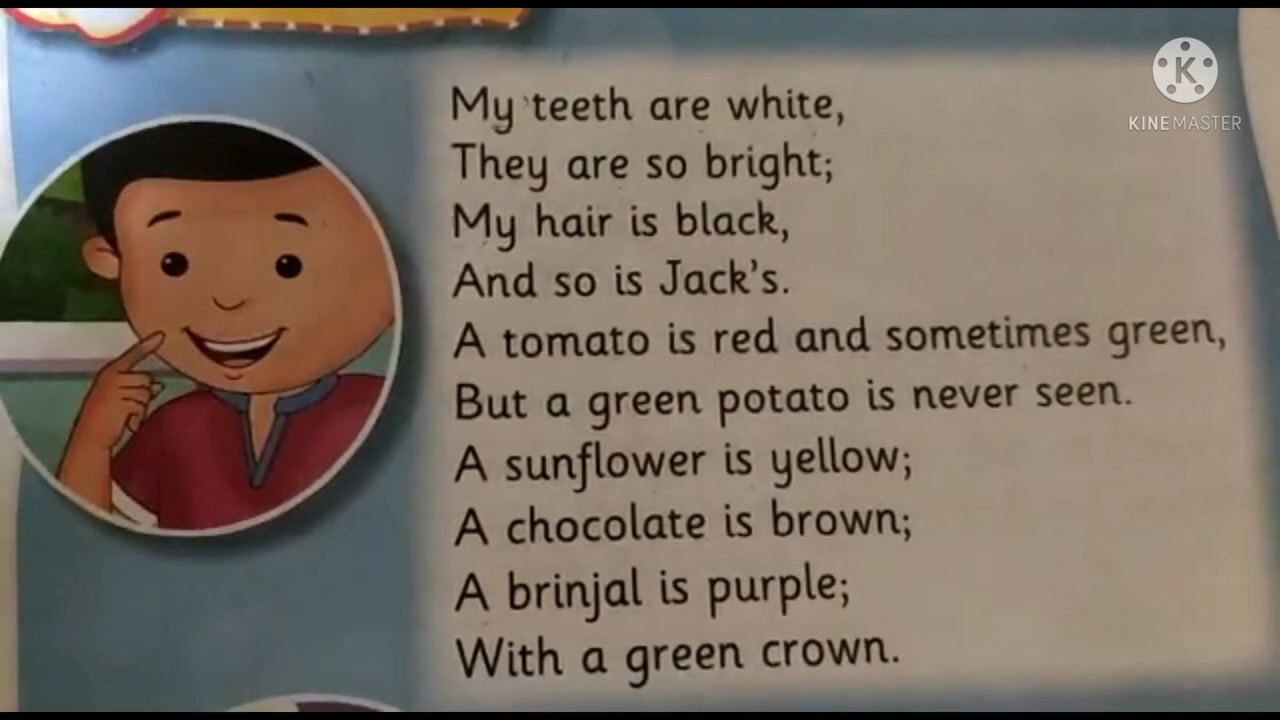 My teeth are white,
They are so bright;
My hair is black,
And so is Jack's.
A tomato is red and sometimes green,
But a green potato is never seen.
A sunflower is yellow;
A chocolate is brown;
A brinjal is purple;
With a green crown.
K
KINEMASTER